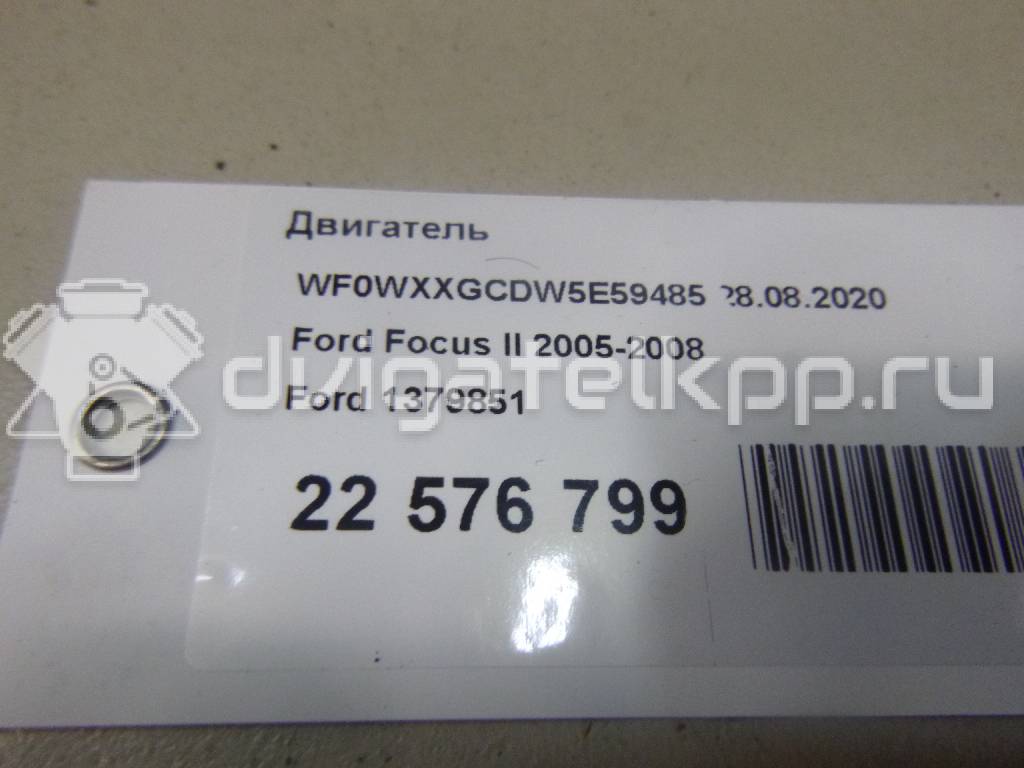 Двигатель
WF0WXXGCDW5E59485 28.08.2020
Ford Focus II 2005-2008
dvigatelkpp.ru
Ford 1379851
22 576 799